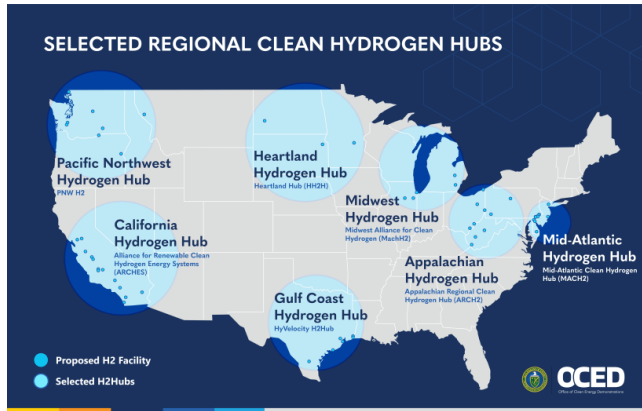 SELECTED REGIONAL CLEAN HYDROGEN HUBS
Pacific Northwest
Hydrogen Hub
PNW H2
Heartland
Hydrogen Hub
Heartland Hub (HH2H)
Midwest
Hydrogen Hub
Midwest Alliance for Clean
Hydrogen (MachH2)
California
Hydrogen Hub
Alliance for Renewable Clean
Hydrogen Energy Systems
(ARCHES)
Appalachian
Hydrogen Hub
Appalachian Regional Clean
Hydrogen Hub (ARCH2)
Mid-Atlantic
Hydrogen Hub
Mid-Atlantic Clean Hydrogen
Hub (MACH2)
Gulf Coast
Hydrogen Hub
HyVelocity H2Hub
Proposed H2 Facility
Selected H2Hubs
OCED
Office of Clean Energy Demonstrations